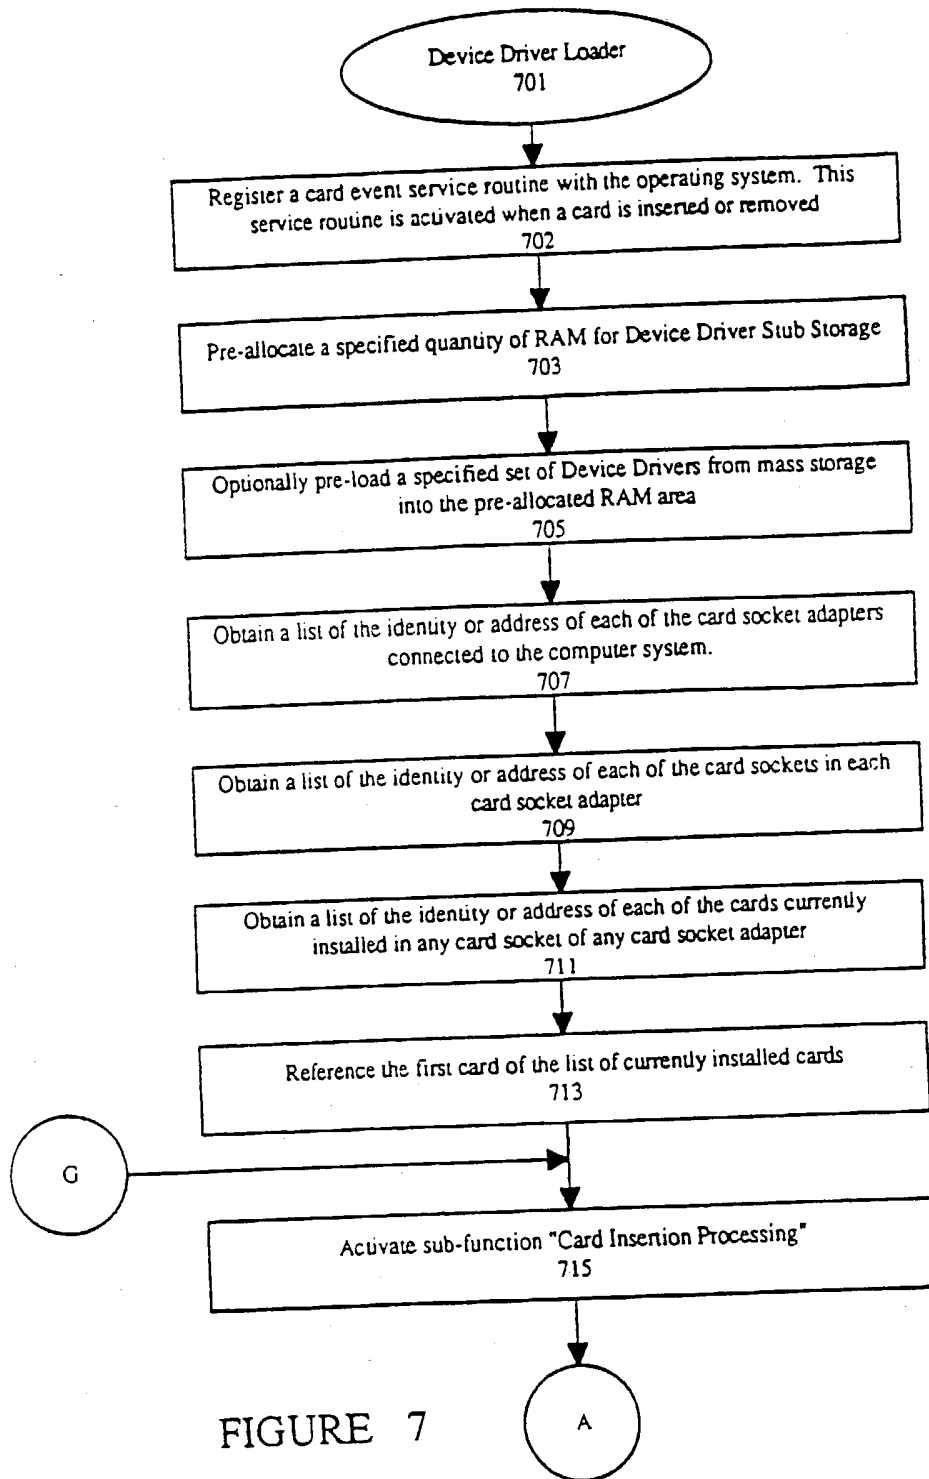 Device Driver Loader
701
Register a card event service routine with the operating system. This
service routine is activated when a card is inserted or removed
702
Pre-allocate a specified quantity of RAM for Device Driver Stub Storage
703
Optionally pre-load a specified set of Device Drivers from mass storage
into the pre-allocated RAM area
705
Obtain a list of the identity or address of each of the card socket adapters
connected to the computer system.
707
Obtain a list of the identity or address of each of the card sockets in each
card socket adapter
709
Obtain a list of the identity or address of each of the cards currently
installed in any card socket of any card socket adapter
711
Reference the first card of the list of currently installed cards
713
G
Activate sub-function "Card Insertion Processing"
715
A
FIGURE 7